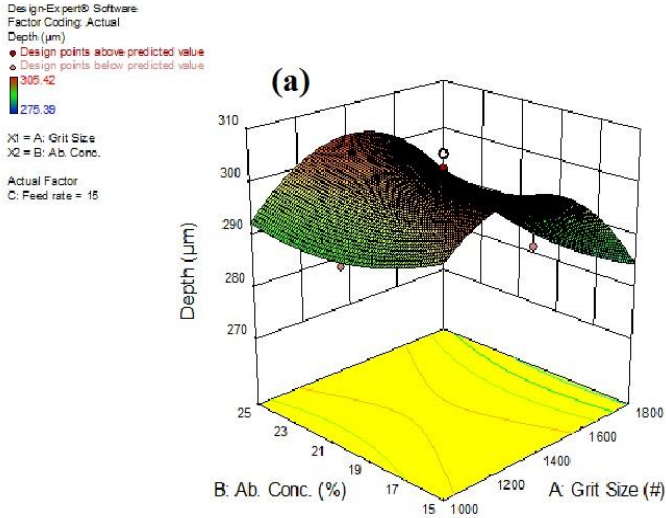 Design-Expert® Software
Factor Coding: Actual
Depth (µm)
Design points above predicted value
Design points below predicted value
305.42
275.39
X1 = A: Grit Size
X2 = B: Ab. Conc.
Actual Factor
C: Feed rate = 15
(a)
310
300
290
280
270
Depth (µm)
25
23
21
19
17
15
B: Ab. Conc. (%)
1000
1200
1400
1600
1800
A: Grit Size (#)